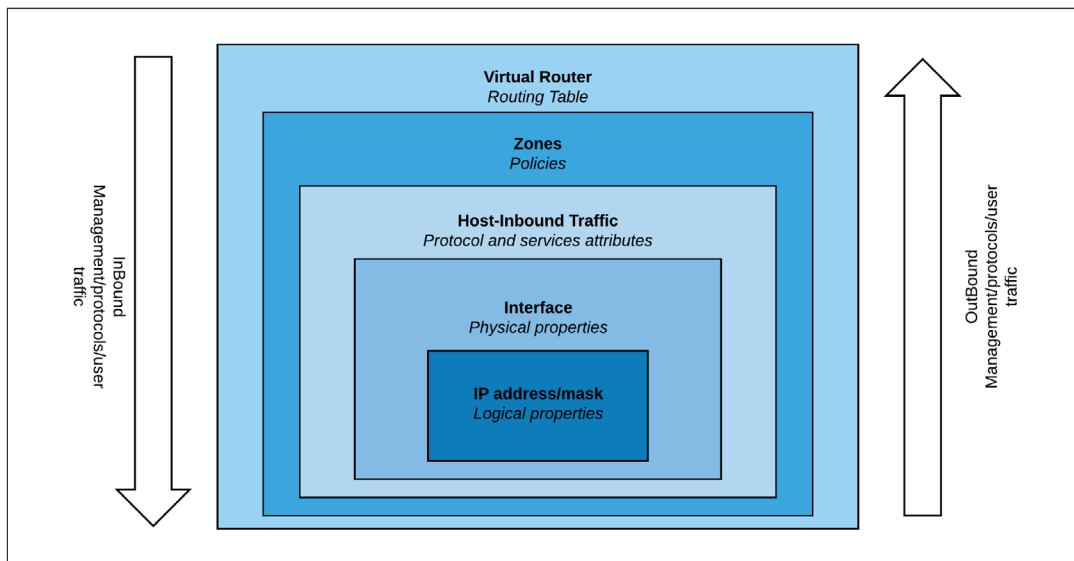 Virtual Router
Routing Table
Zones
Policies
Host-Inbound Traffic
Protocol and services attributes
Interface
Physical properties
IP address/mask
Logical properties
InBound
Management/protocols/user
traffic
OutBound
Management/protocols/user
traffic